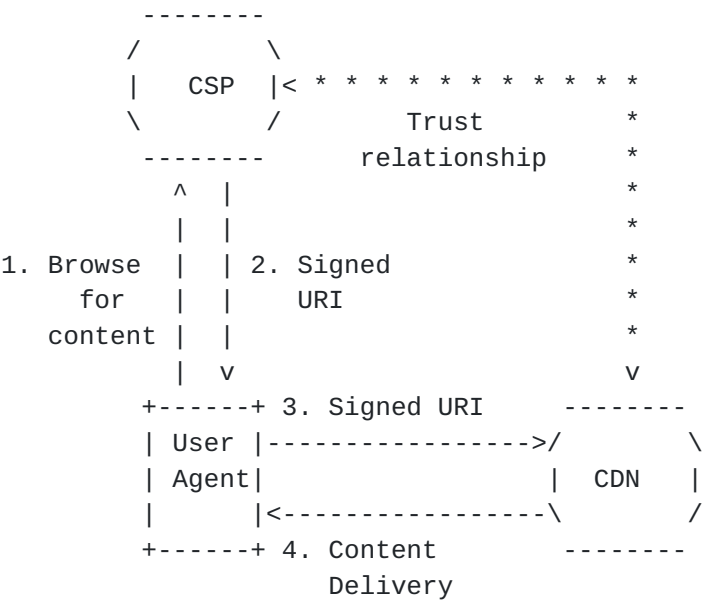 CSP
Trust
relationship
1. Browse
for
content
2. Signed
URI
3. Signed URI
User
Agent
CDN
4. Content
Delivery